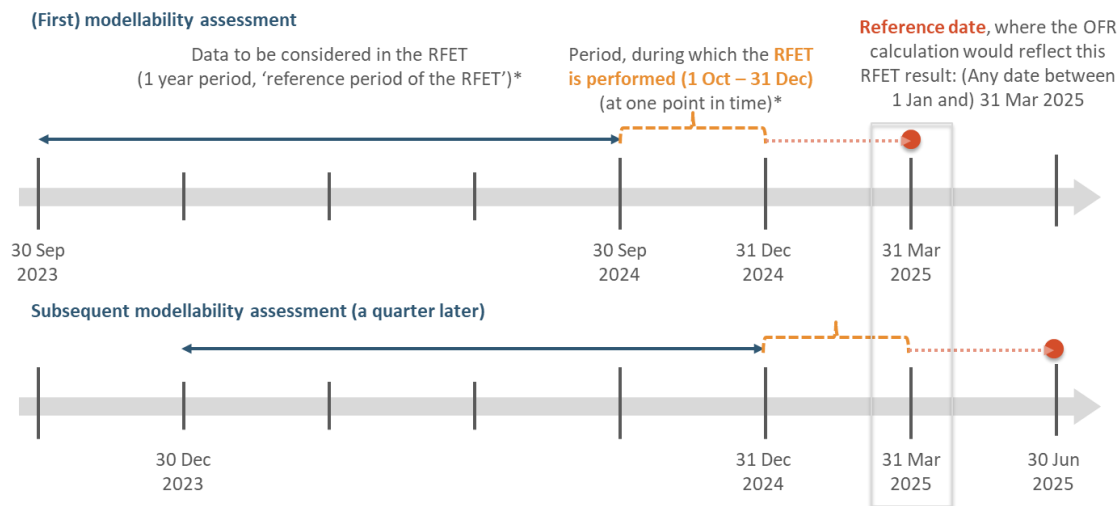 (First) modellability assessment
Data to be considered in the RFET
(1 year period, ‘reference period of the RFET’)*
Period, during which the RFET
is performed (1 Oct – 31 Dec)
(at one point in time)*
Reference date, where the OFR
calculation would reflect this
RFET result: (Any date between
1 Jan and) 31 Mar 2025
30 Sep
2023
30 Sep
2024
31 Dec
2024
31 Mar
2025
Subsequent modellability assessment (a quarter later)
30 Dec
2023
31 Dec
2024
31 Mar
2025
30 Jun
2025